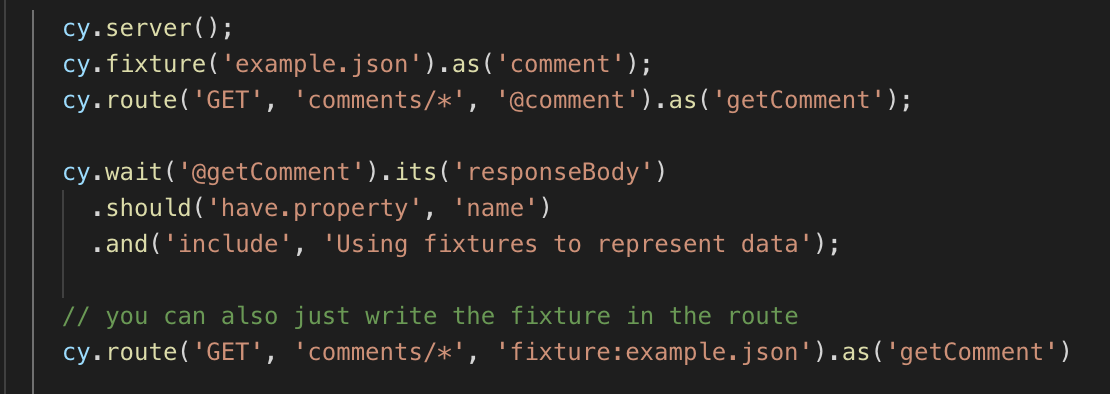 cy.server();
cy.fixture('example.json').as('comment');
cy.route('GET', 'comments/*', '@comment').as('getComment');
cy.wait('@getComment').its('responseBody')
.should('have.property', 'name')
.and('include', 'Using fixtures to represent data');
// you can also just write the fixture in the route
cy.route('GET', 'comments/*', 'fixture:example.json').as('getComment')